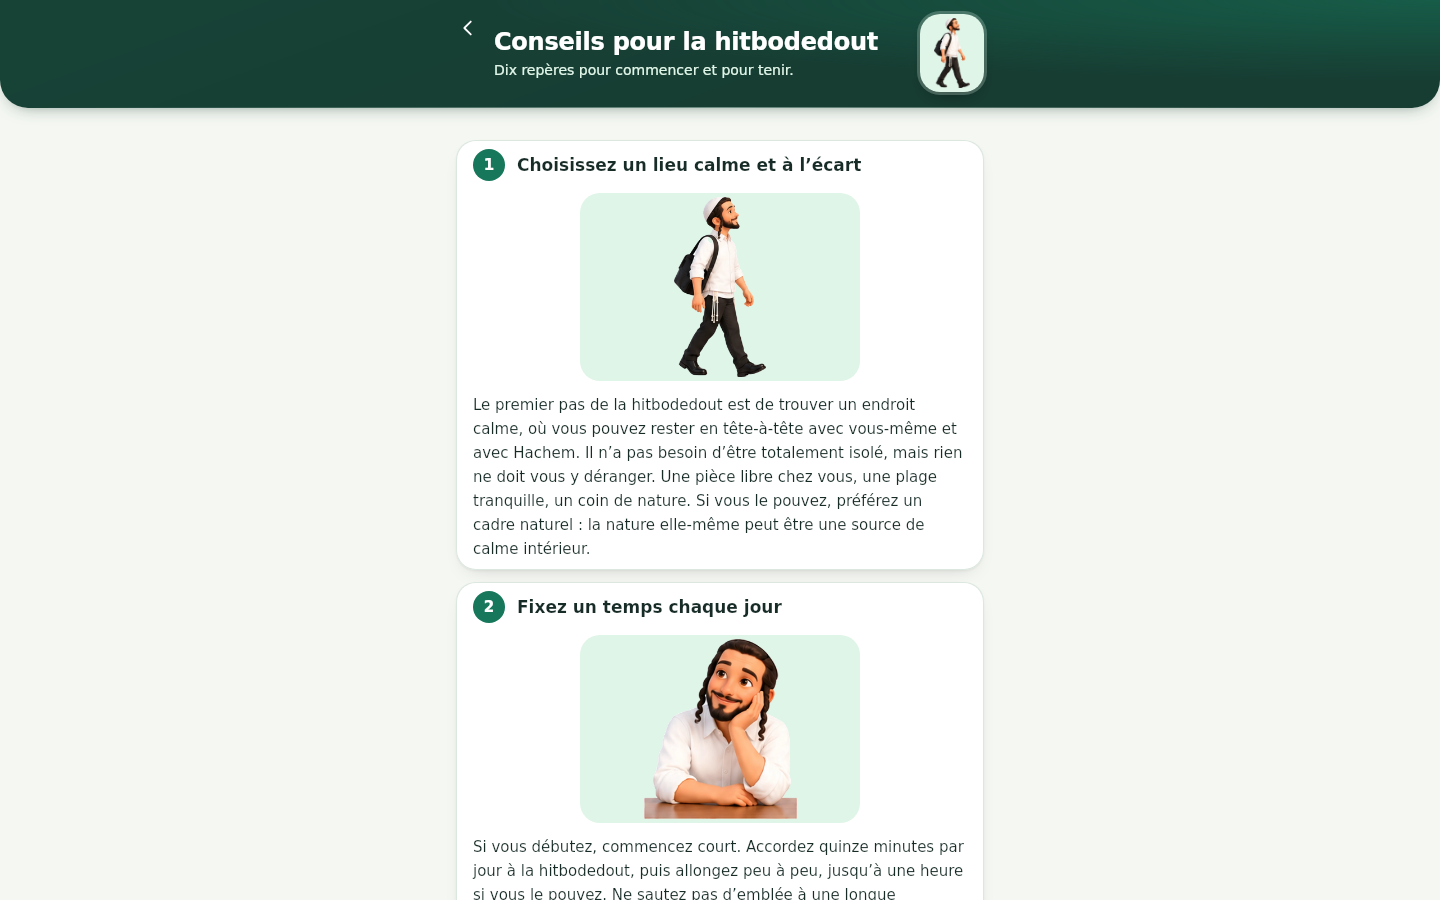 Conseils pour la hitbodedout
Dix repères pour commencer et pour tenir.
1
Choisissez un lieu calme et à l’écart
Le premier pas de la hitbodedout est de trouver un endroit
calme, où vous pouvez rester en tête-à-tête avec vous-même et
avec Hachem. Il n’a pas besoin d’être totalement isolé, mais rien
ne doit vous y déranger. Une pièce libre chez vous, une plage
tranquille, un coin de nature. Si vous le pouvez, préférez un
cadre naturel : la nature elle-même peut être une source de
calme intérieur.
2
Fixez un temps chaque jour
Si vous débutez, commencez court. Accordez quinze minutes par
jour à la hitbodedout, puis allongez peu à peu, jusqu’à une heure
si vous le pouvez. Ne sautez pas d’emblée à une longue